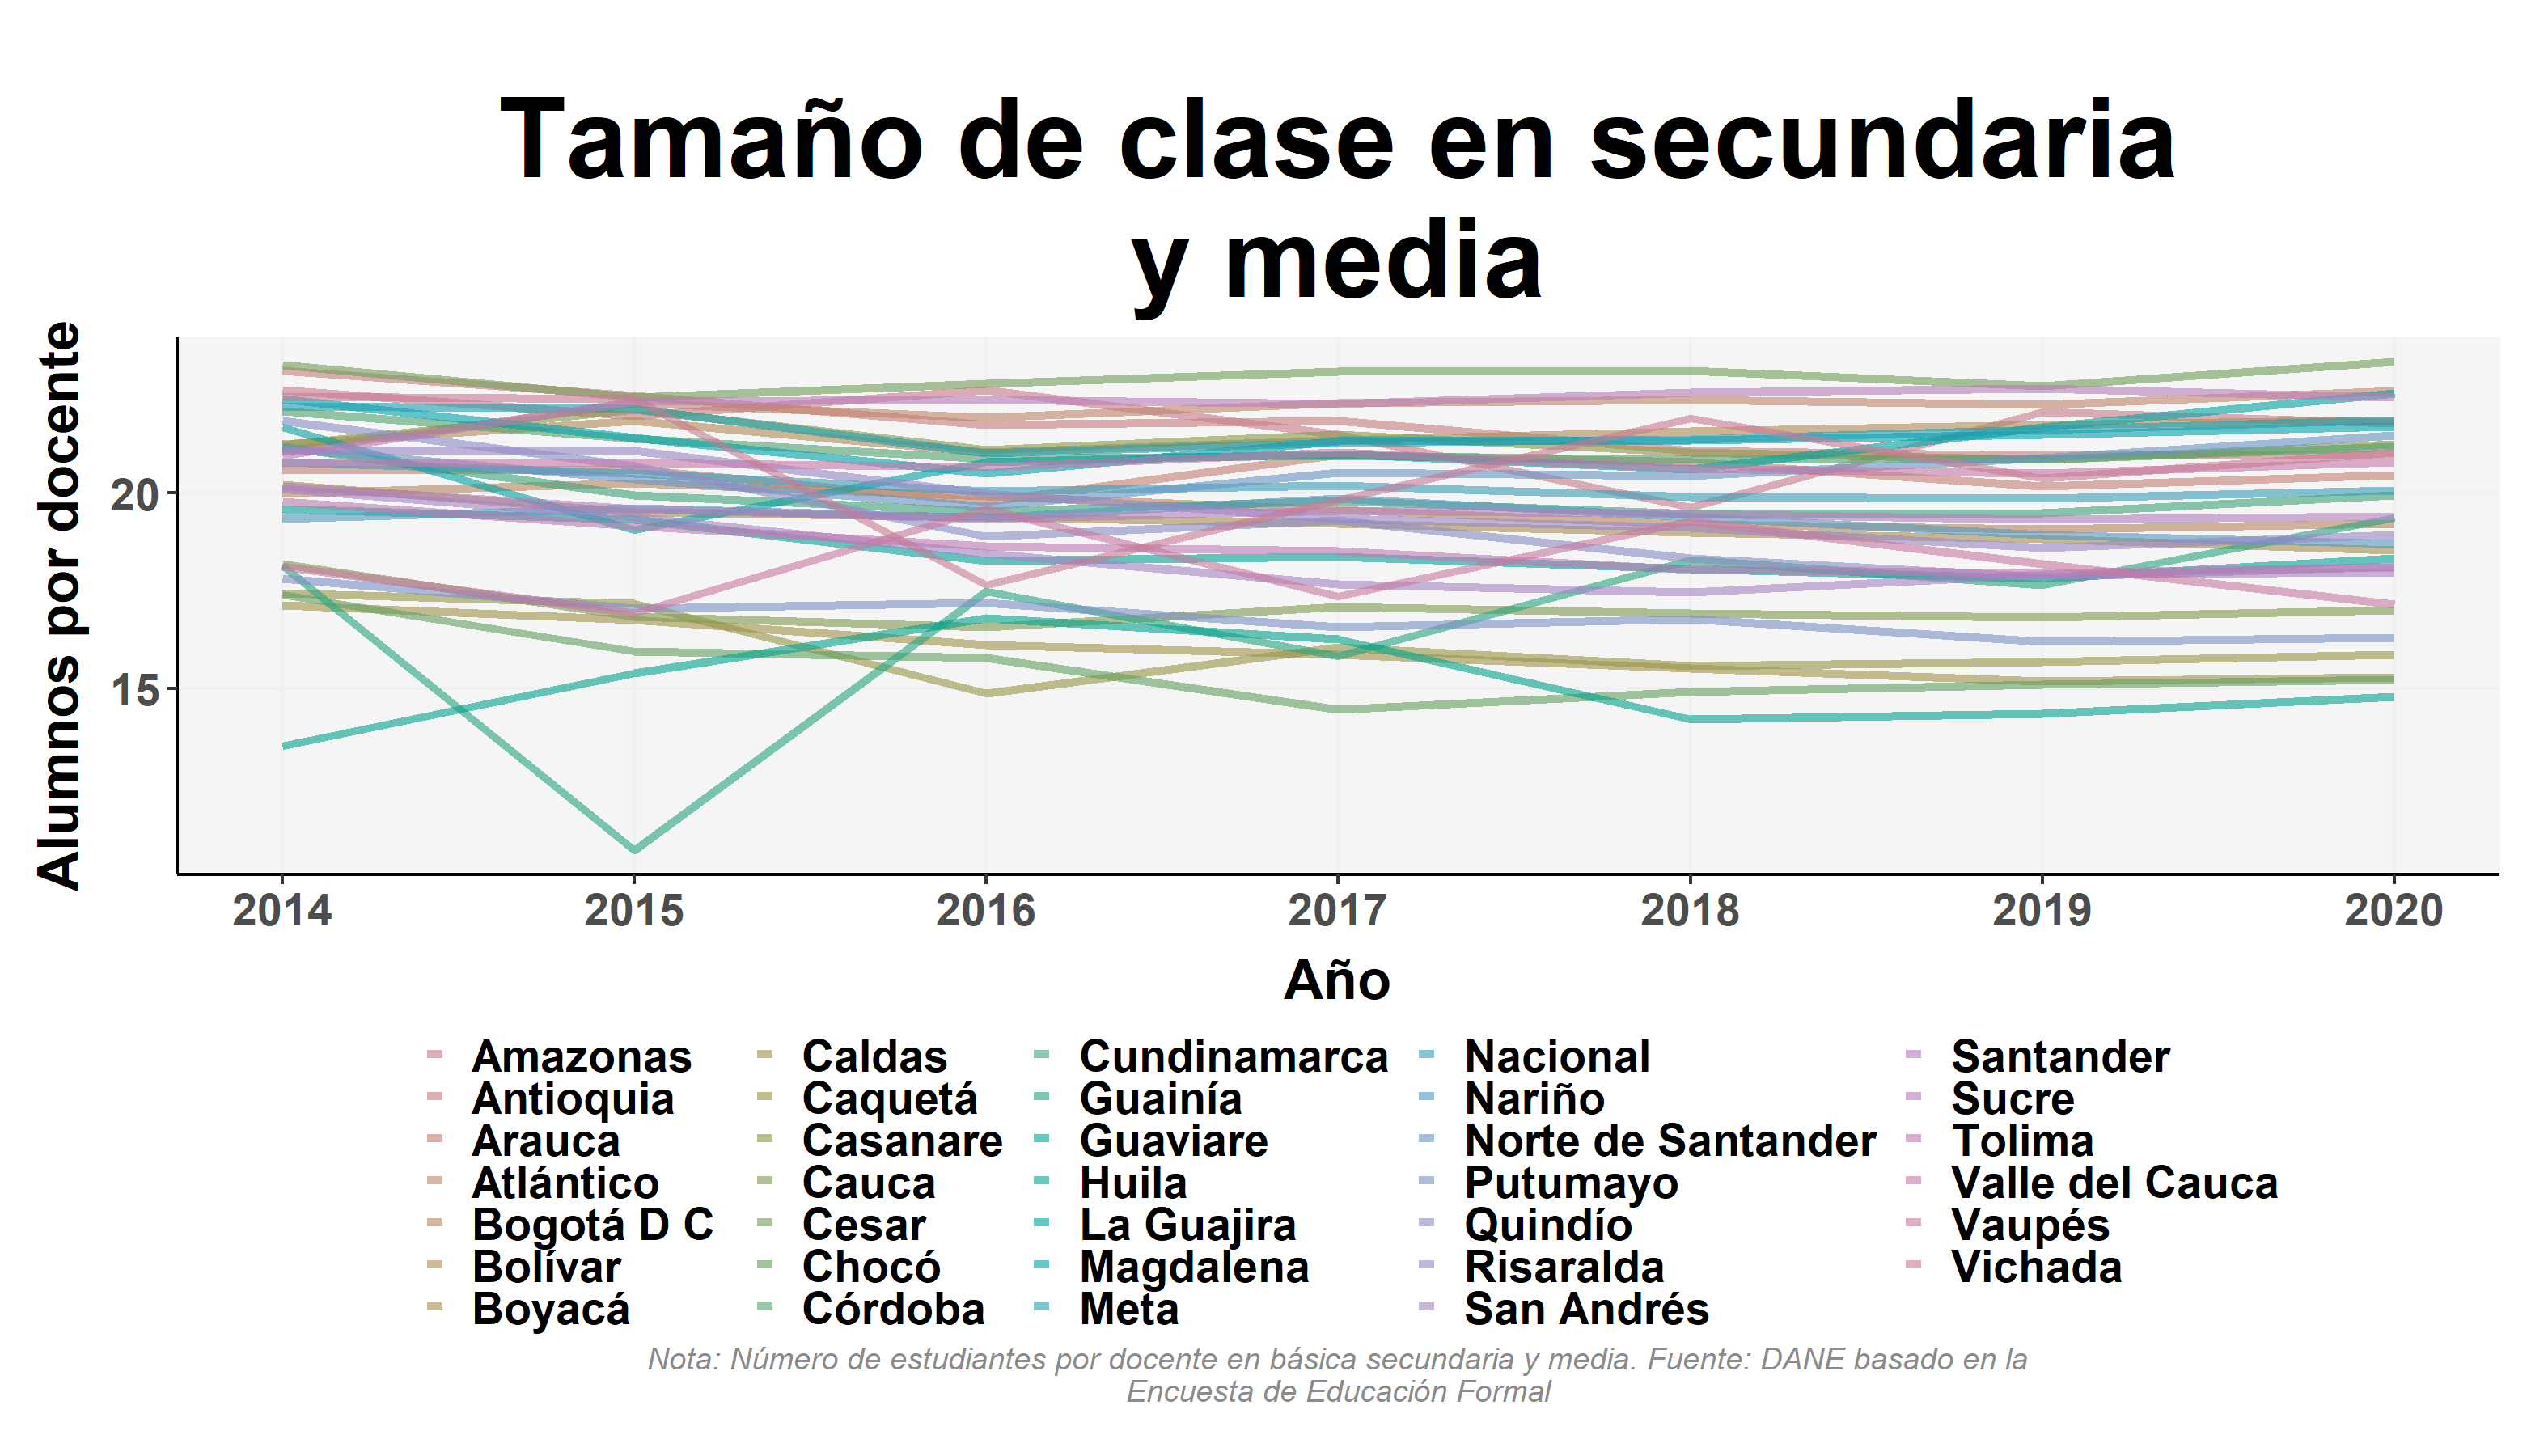 Tamaño de clase en secundaria
y media
Alumnos por docente
20
15
2014 2015 2016 2017 2018 2019 2020
Año
Amazonas Caldas Cundinamarca Nacional Santander
Antioquia Caquetá Guainía Nariño Sucre
Arauca Casanare Guaviare Norte de Santander Tolima
Atlántico Cauca Huila Putumayo Valle del Cauca
Bogotá D C Cesar La Guajira Quindío Vaupés
Bolívar Chocó Magdalena Risaralda Vichada
Boyacá Córdoba Meta San Andrés
Nota: Número de estudiantes por docente en básica secundaria y media. Fuente: DANE basado en la
Encuesta de Educación Formal